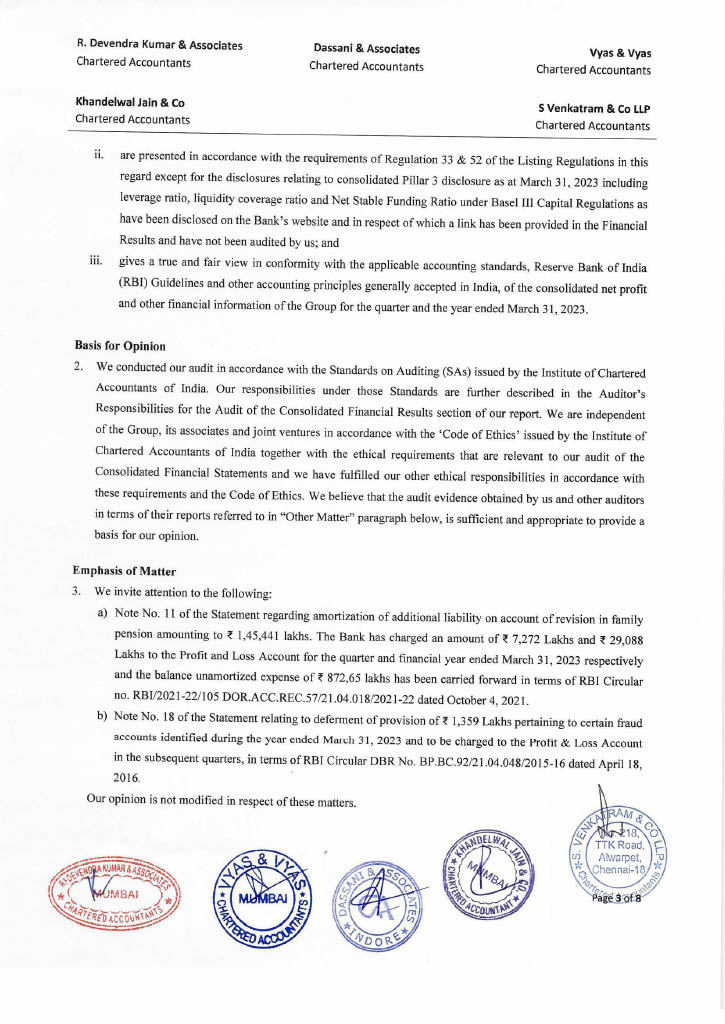 R. Devendra Kumar & Associates
Chartered Accountants
Dassani & Associates
Chartered Accountants
Vyas & Vyas
Chartered Accountants
Khandelwal Jain & Co
Chartered Accountants
S Venkatram & Co LLP
Chartered Accountants
ii. are presented in accordance with the requirements of Regulation 33 & 52 of the Listing Regulations in this
regard except for the disclosures relating to consolidated Pillar 3 disclosure as at March 31, 2023 including
leverage ratio, liquidity coverage ratio and Net Stable Funding Ratio under Basel III Capital Regulations as
have been disclosed on the Bank's website and in respect of which a link has been provided in the Financial
Results and have not been audited by us; and
iii. gives a true and fair view in conformity with the applicable accounting standards, Reserve Bank of India
(RBI) Guidelines and other accounting principles generally accepted in India, of the consolidated net profit
and other financial information of the Group for the quarter and the year ended March 31, 2023.
Basis for Opinion
2. We conducted our audit in accordance with the Standards on Auditing (SAs) issued by the Institute of Chartered
Accountants of India. Our responsibilities under those Standards are further described in the Auditor's
Responsibilities for the Audit of the Consolidated Financial Results section of our report. We are independent
of the Group, its associates and joint ventures in accordance with the 'Code of Ethics' issued by the Institute of
Chartered Accountants of India together with the ethical requirements that are relevant to our audit of the
Consolidated Financial Statements and we have fulfilled our other ethical responsibilities in accordance with
these requirements and the Code of Ethics. We believe that the audit evidence obtained by us and other auditors
in terms of their reports referred to in "Other Matter" paragraph below, is sufficient and appropriate to provide a
basis for our opinion.
Emphasis of Matter
3. We invite attention to the following:
a) Note No. 11 of the Statement regarding amortization of additional liability on account of revision in family
pension amounting to ₹ 1,45,441 lakhs. The Bank has charged an amount of ₹ 7,272 Lakhs and ₹ 29,088
Lakhs to the Profit and Loss Account for the quarter and financial year ended March 31, 2023 respectively
and the balance unamortized expense of ₹ 872,65 lakhs has been carried forward in terms of RBI Circular
no. RBI/2021-22/105 DOR.ACC.REC.57/21.04.018/2021-22 dated October 4, 2021.
b) Note No. 18 of the Statement relating to deferment of provision of ₹ 1,359 Lakhs pertaining to certain fraud
accounts identified during the year ended March 31, 2023 and to be charged to the Profit & Loss Account
in the subsequent quarters, in terms of RBI Circular DBR No. BP.BC.92/21.04.048/2015-16 dated April 18,
2016.
Our opinion is not modified in respect of these matters.
R.DEVENDRA KUMAR & ASSOCIATES
MUMBAI
CHARTERED ACCOUNTANTS
VYAS & VYAS
MUMBAI
CHARTERED ACCOUNTANTS
DASSANI & ASSOCIATES
CA
INDORE
KHANDELWAL JAIN & CO.
MUMBAI
ACCOUNTANT
S. VENKATRAM & CO LLP
218,
TTK Road,
Alwarpet,
Chennai-18
Chartered Accountants
Page 3 of 8